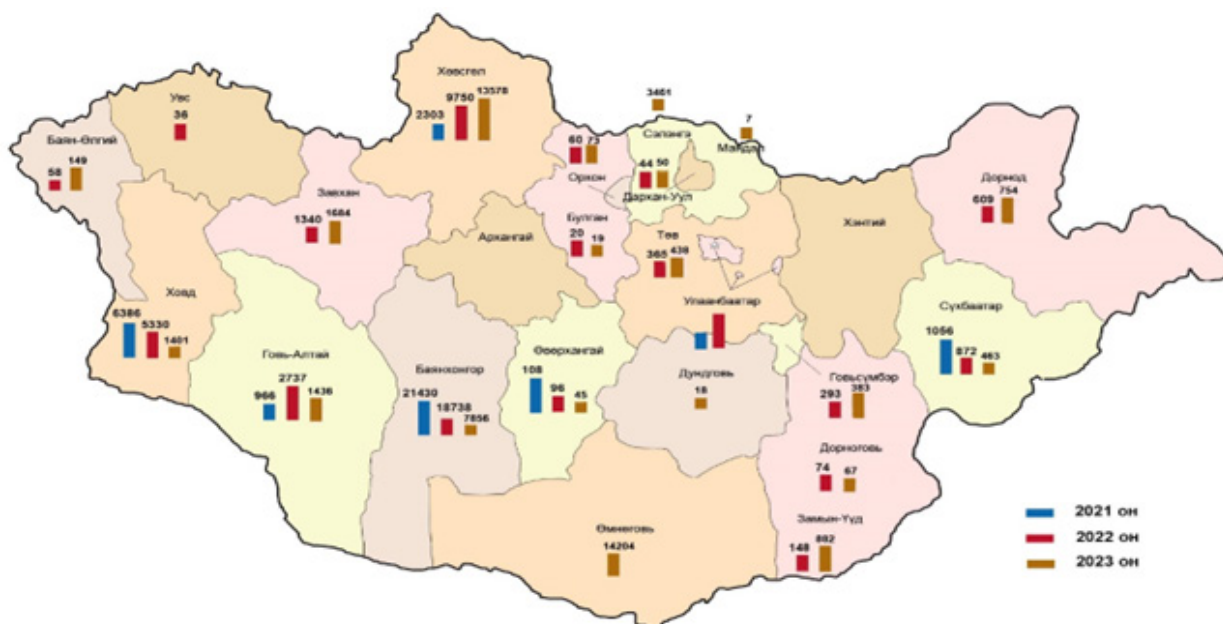 Хөвсгөл
2303 9750 13578
Увс
36
Баян-Өлгий
58 149
Завхан
1340 1684
Архангай
60 73
Орхон
Булган
20 19
3461
7
Сэлэнгэ
Мандал
44 50
Дархан-Уул
Төв
365 438
Улаанбаатар
Хэнтий
Дорнод
609 754
Сүхбаатар
1056 872 463
Ховд
6386 5330 1401
Говь-Алтай
966 2737 1436
Баянхонгор
21430 18738 7856
Өвөрхангай
108 96 45
Дундговь
18
Говьсүмбэр
293 383
Дорноговь
74 67
Замын-Үүд
148 882
Өмнөговь
14204
2021 он
2022 он
2023 он